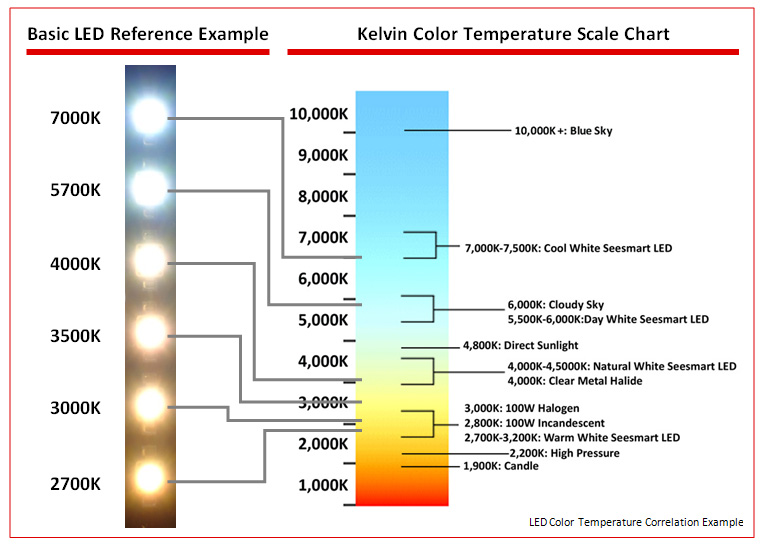 Basic LED Reference Example
Kelvin Color Temperature Scale Chart
7000K
5700K
4000K
3500K
3000K
2700K
10,000K
9,000K
8,000K
7,000K
6,000K
5,000K
4,000K
3,000K
2,000K
1,000K
10,000K+: Blue Sky
7,000K-7,500K: Cool White Seesmart LED
6,000K: Cloudy Sky
5,500K-6,000K:Day White Seesmart LED
4,800K: Direct Sunlight
4,000K-4,5000K: Natural White Seesmart LED
4,000K: Clear Metal Halide
3,000K: 100W Halogen
2,800K: 100W Incandescent
2,700K-3,200K: Warm White Seesmart LED
2,200K: High Pressure
1,900K: Candle
LED Color Temperature Correlation Example